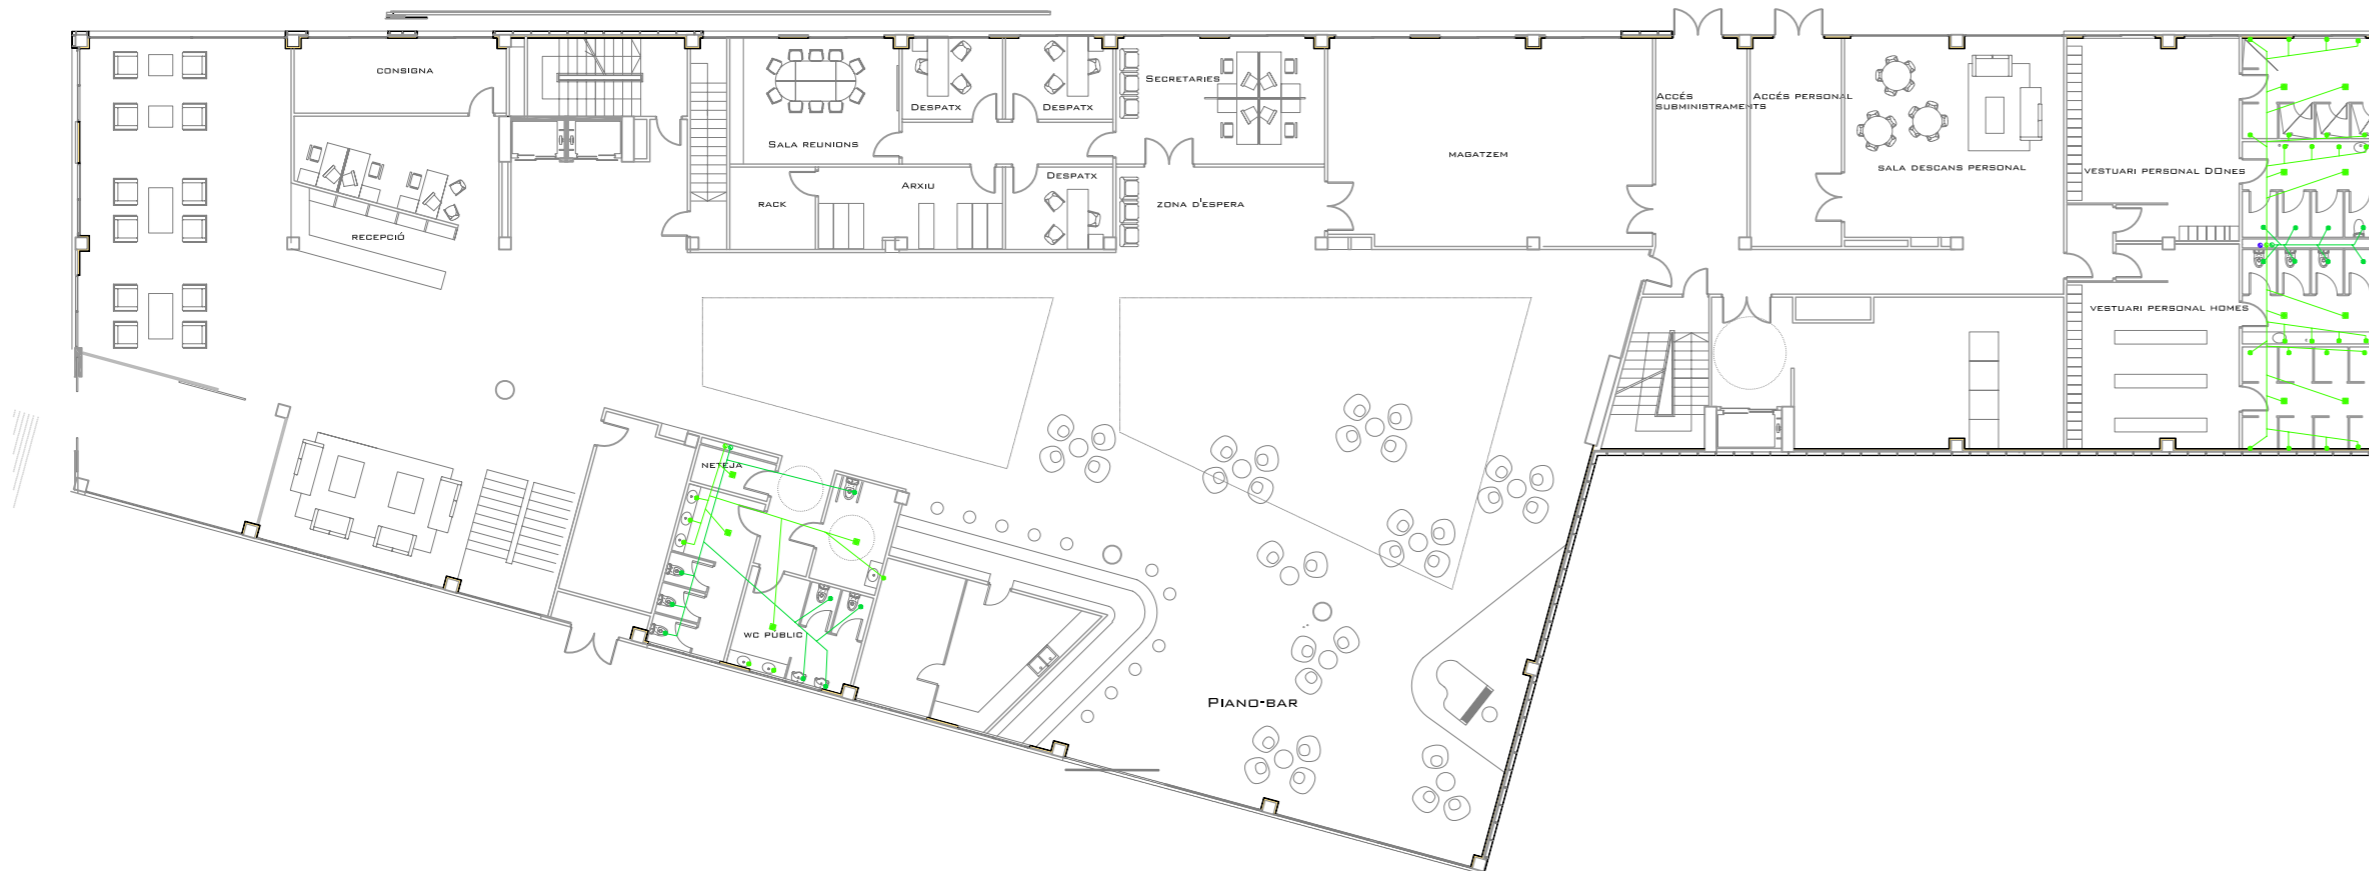 CONSIGNA
RECEPCIÓ
SALA REUNIONS
DESPATX
DESPATX
SECRETARIES
RACK
ARXIU
DESPATX
ZONA D'ESPERA
MAGATZEM
ACCÉS
SUBMINISTRAMENTS
ACCÉS PERSONAL
SALA DESCANS PERSONAL
VESTUARI PERSONAL DONES
VESTUARI PERSONAL HOMES
NETEJA
WC PUBLIC
PIANO-BAR